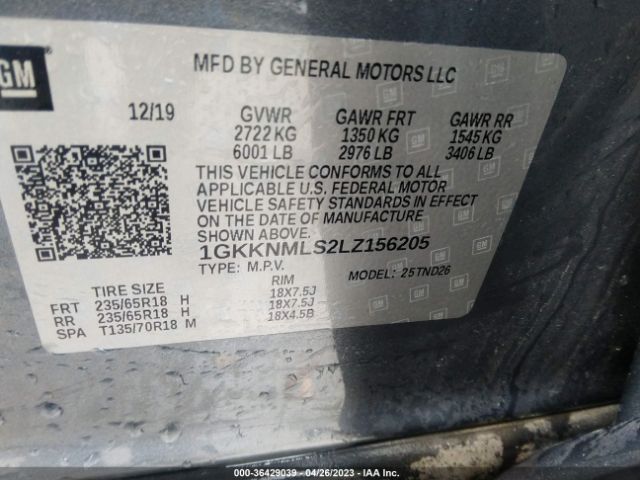 GM
MFD BY GENERAL MOTORS LLC
12/19 GVWR GAWR FRT GAWR RR
2722 KG 1350 KG 1545 KG
6001 LB 2976 LB 3406 LB
THIS VEHICLE CONFORMS TO ALL
APPLICABLE U.S. FEDERAL MOTOR
VEHICLE SAFETY STANDARDS IN EFFECT
ON THE DATE OF MANUFACTURE
SHOWN ABOVE.
1GKKNMLS2LZ156205
TYPE: M.P.V. MODEL: 25TND26
TIRE SIZE RIM
FRT 235/65R18 H 18X7.5J
RR 235/65R18 H 18X7.5J
SPA T135/70R18 M 18X4.5B
000-36429039 - 04/26/2023 - IAA Inc.